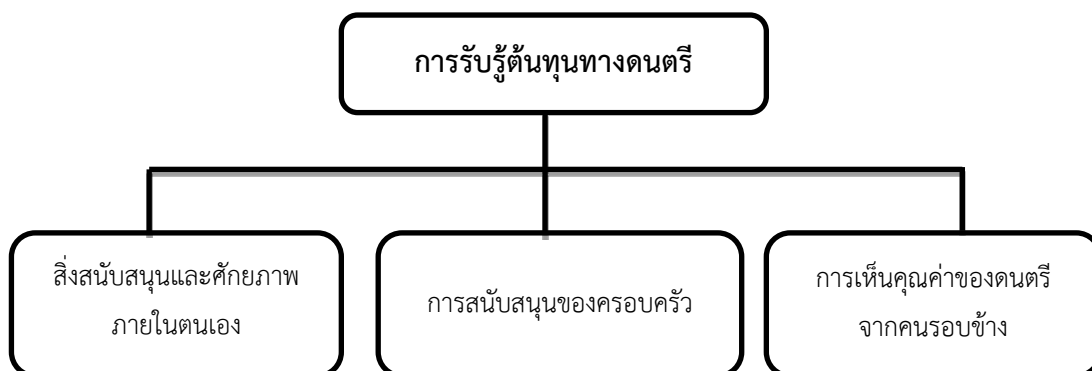 การรับรู้ต้นทุนทางดนตรี
สิ่งสนับสนุนและศักยภาพ
ภายในตนเอง
การสนับสนุนของครอบครัว
การเห็นคุณค่าของดนตรี
จากคนรอบข้าง